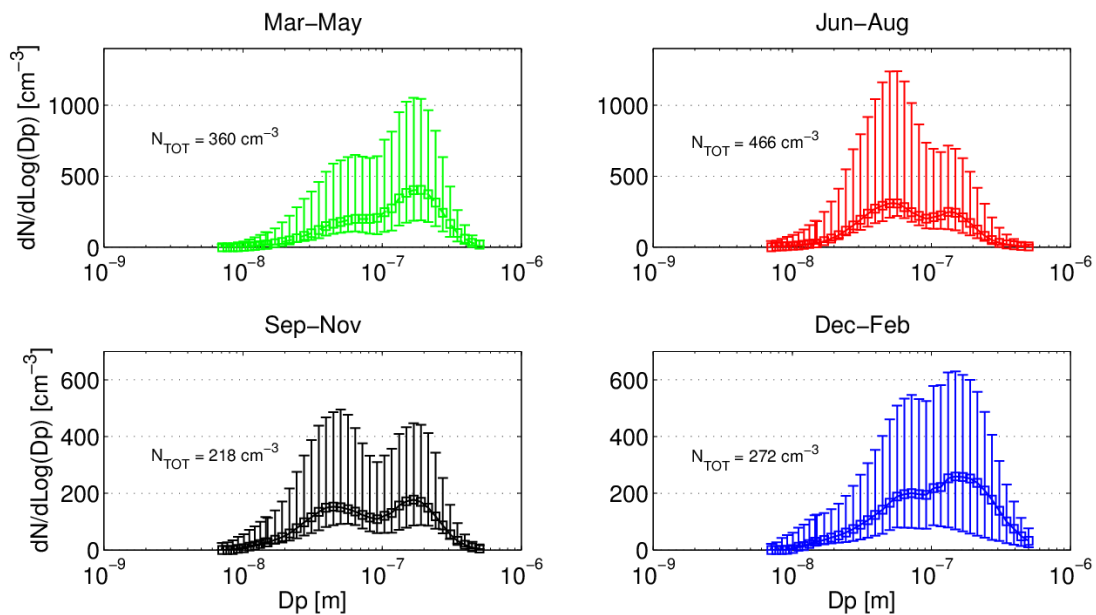 Mar−May
dN/dLog(Dp) [cm⁻³]
1000
500
0
N_TOT = 360 cm⁻³
10⁻⁹ 10⁻⁸ 10⁻⁷ 10⁻⁶
Jun−Aug
1000
500
0
N_TOT = 466 cm⁻³
10⁻⁹ 10⁻⁸ 10⁻⁷ 10⁻⁶
Sep−Nov
dN/dLog(Dp) [cm⁻³]
600
400
200
0
N_TOT = 218 cm⁻³
10⁻⁹ 10⁻⁸ 10⁻⁷ 10⁻⁶
Dp [m]
Dec−Feb
600
400
200
0
N_TOT = 272 cm⁻³
10⁻⁹ 10⁻⁸ 10⁻⁷ 10⁻⁶
Dp [m]